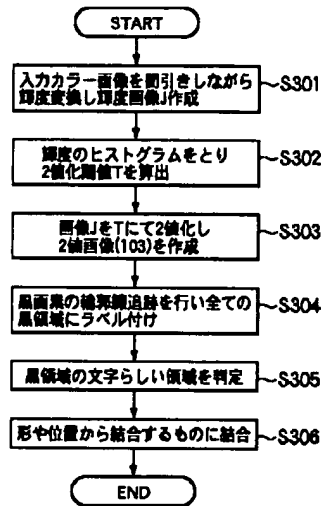 START
入力カラー画像を間引きしながら
輝度変換し輝度画像J作成
S301
輝度のヒストグラムをとり
2値化閾値Tを算出
S302
画像JをTにて2値化し
2値画像(103)を作成
S303
黒画素の輪郭線追跡を行い全ての
黒領域にラベル付け
S304
黒領域の文字らしい領域を判定
S305
形や位置から結合するものに結合
S306
END